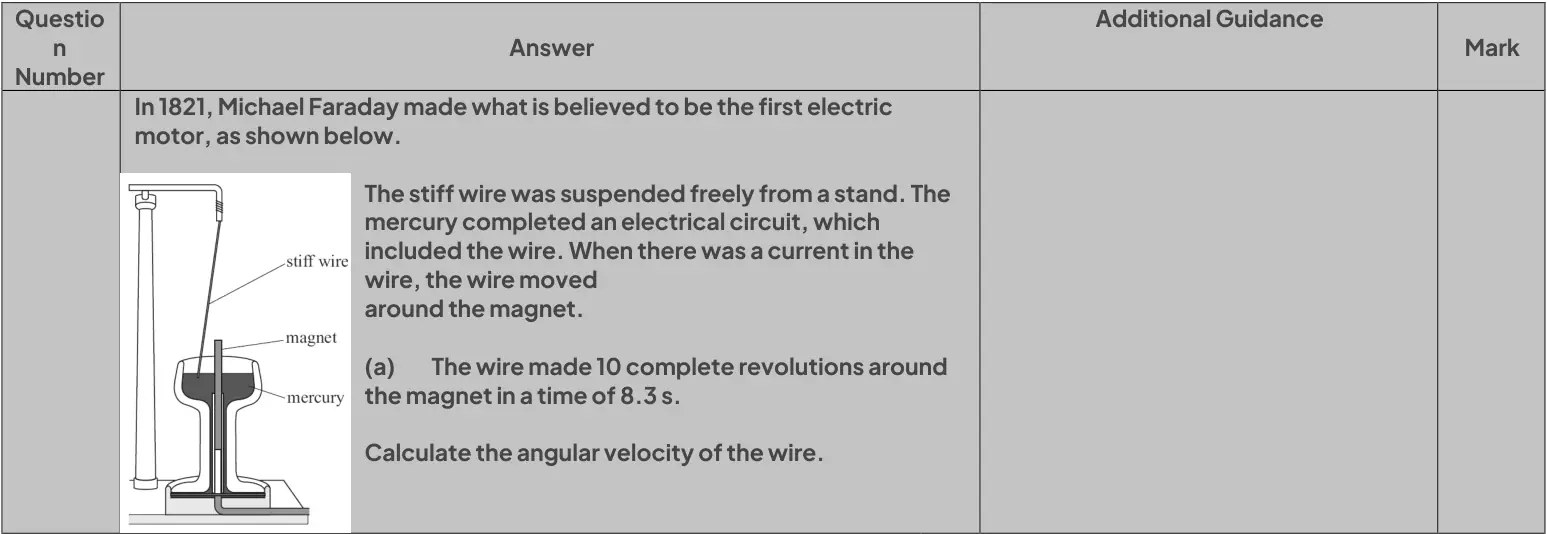 Questio
n
Number
Answer
Additional Guidance
Mark
In 1821, Michael Faraday made what is believed to be the first electric
motor, as shown below.
The stiff wire was suspended freely from a stand. The
mercury completed an electrical circuit, which
included the wire. When there was a current in the
wire, the wire moved
around the magnet.
stiff wire
magnet
mercury
(a) The wire made 10 complete revolutions around
the magnet in a time of 8.3 s.
Calculate the angular velocity of the wire.